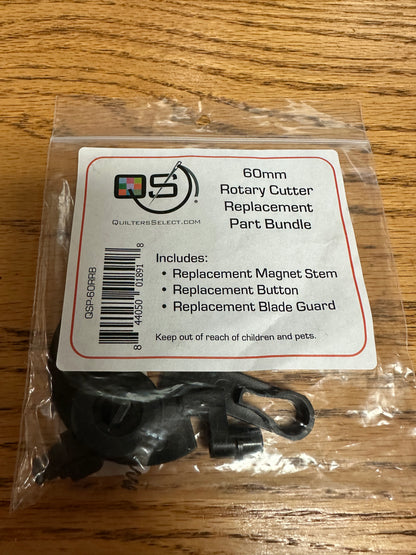 QS
QUILTERSSELECT.COM
60mm
Rotary Cutter
Replacement
Part Bundle
Includes:
• Replacement Magnet Stem
• Replacement Button
• Replacement Blade Guard
Keep out of reach of children and pets.
QSP-60RRB
8 44050 01891 8